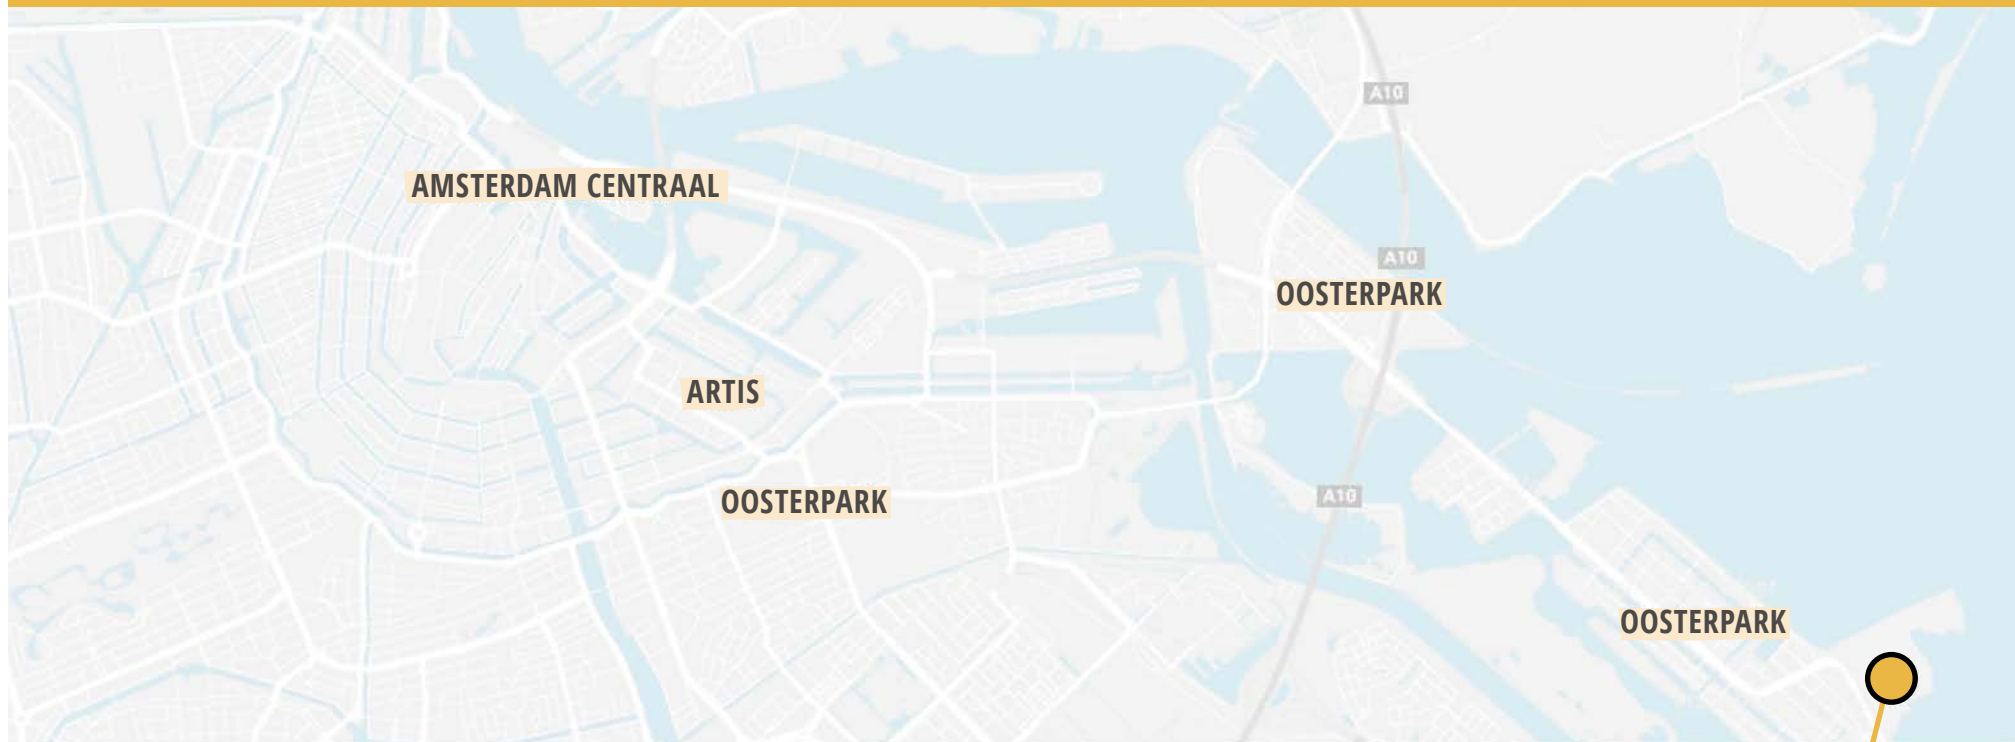 A10
AMSTERDAM CENTRAAL
A10
OOSTERPARK
ARTIS
OOSTERPARK
A10
OOSTERPARK